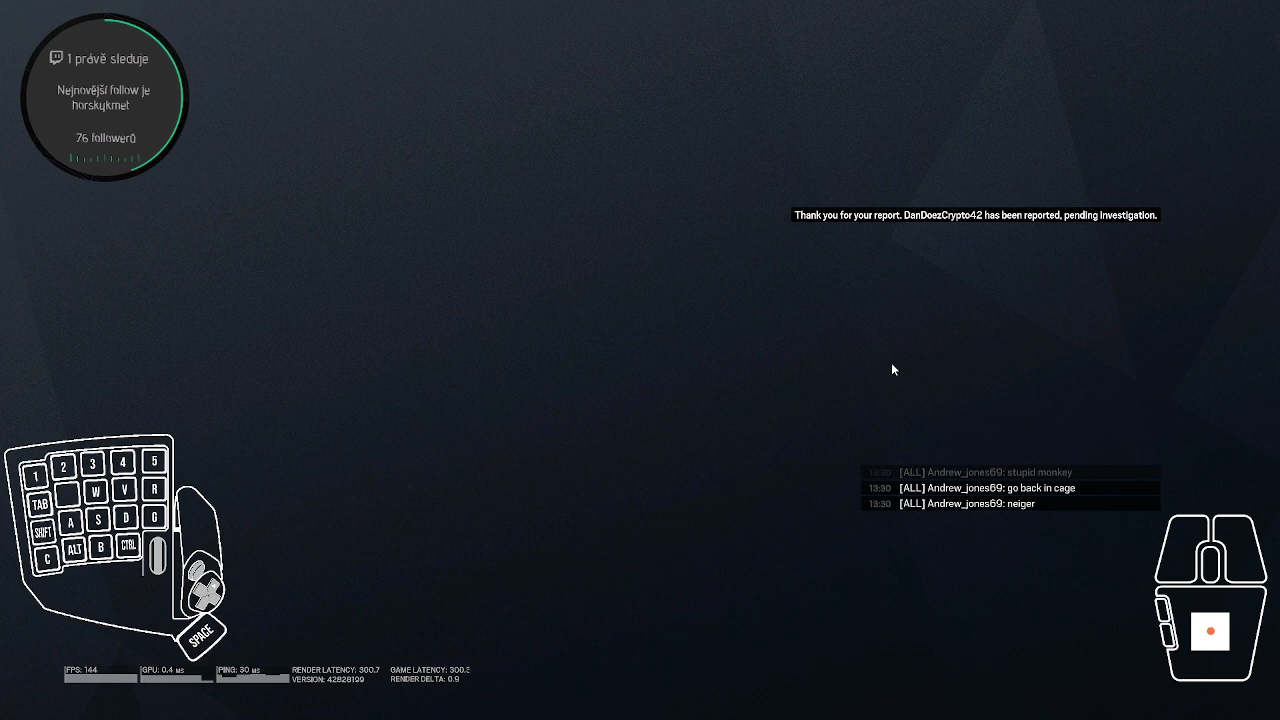 1 právě sleduje
Nejnovější follow je
horskykmet
76 followerů
Thank you for your report. DanDoezCrypto42 has been reported, pending investigation.
13:30 [ALL] Andrew_jones69: stupid monkey
13:30 [ALL] Andrew_jones69: go back in cage
13:30 [ALL] Andrew_jones69: neiger
1 2 3 4 5
TAB W V R
SHIFT A S D G
C ALT B CTRL
SPACE
FPS: 144 GPU: 0.4 ms PING: 30 ms RENDER LATENCY: 300.7 GAME LATENCY: 300.3
VERSION: 42828199 RENDER DELTA: 0.9